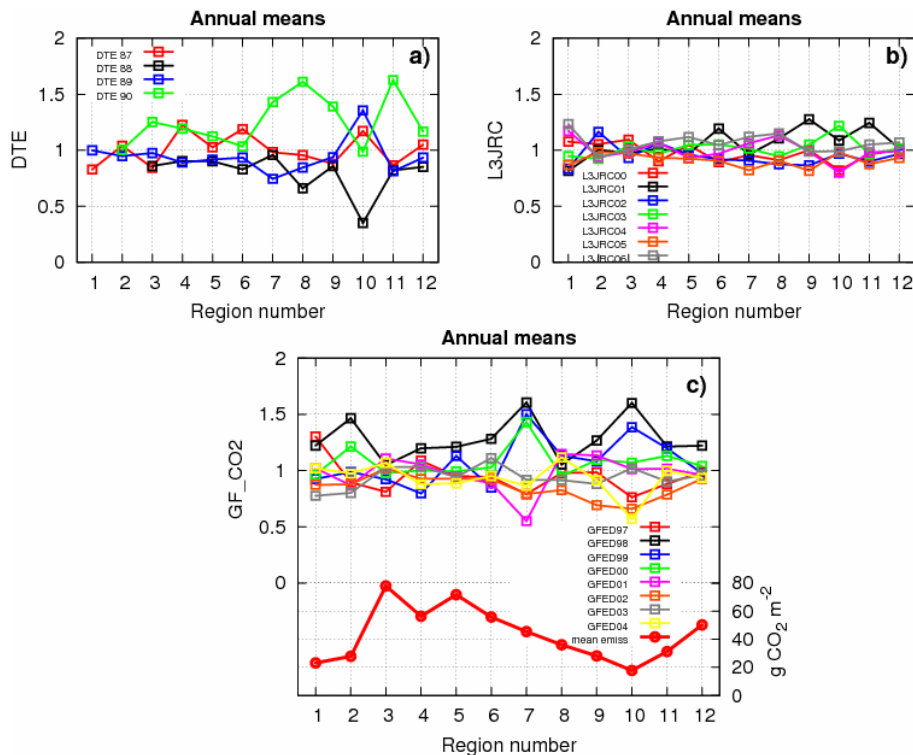 Annual means
a)
DTE 87
DTE 88
DTE 89
DTE 90
2
1.5
1
0.5
0
DTE
1 2 3 4 5 6 7 8 9 10 11 12
Region number
Annual means
b)
2
1.5
1
0.5
0
L3JRC
L3JRC00
L3JRC01
L3JRC02
L3JRC03
L3JRC04
L3JRC05
L3JRC06
1 2 3 4 5 6 7 8 9 10 11 12
Region number
Annual means
c)
2
1.5
1
0.5
0
GF_CO2
GFED97
GFED98
GFED99
GFED00
GFED01
GFED02
GFED03
GFED04
mean emiss
80
60
40
20
0
g CO₂ m⁻²
1 2 3 4 5 6 7 8 9 10 11 12
Region number